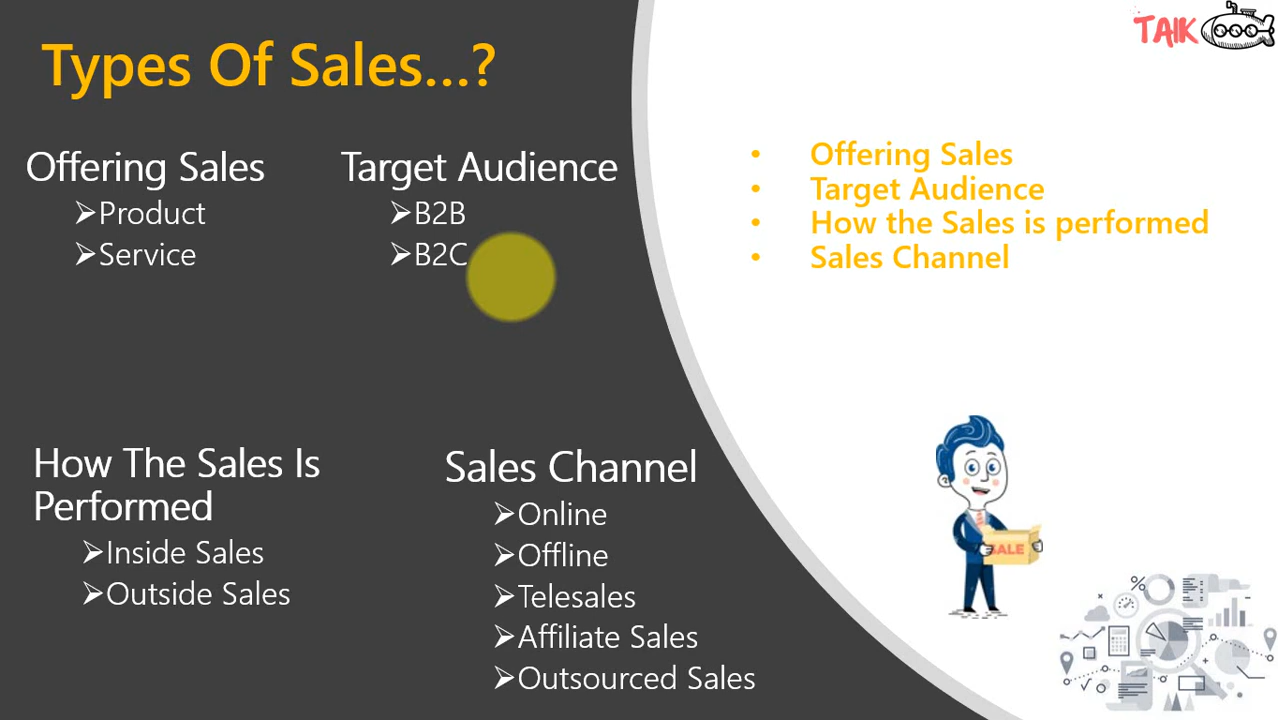 Types Of Sales...?
Offering Sales
➢Product
➢Service
Target Audience
➢B2B
➢B2C
How The Sales Is
Performed
➢Inside Sales
➢Outside Sales
Sales Channel
➢Online
➢Offline
➢Telesales
➢Affiliate Sales
➢Outsourced Sales
TAIK
• Offering Sales
• Target Audience
• How the Sales is performed
• Sales Channel
SALE
%